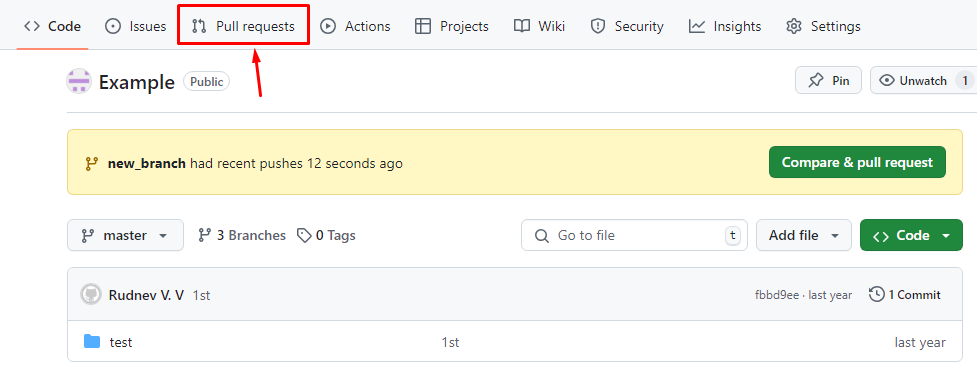 Code Issues Pull requests Actions Projects Wiki Security Insights Settings
Example Public Pin Unwatch 1
new_branch had recent pushes 12 seconds ago Compare & pull request
master 3 Branches 0 Tags Go to file t Add file Code
Rudnev V. V 1st fbbd9ee · last year 1 Commit
test 1st last year